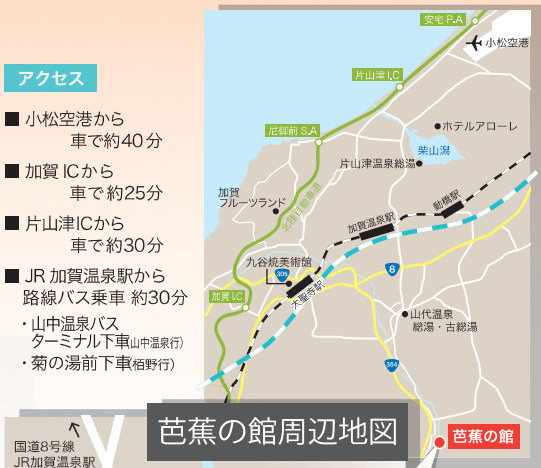 アクセス
■ 小松空港から
車で約40分
■ 加賀 ICから
車で 約25分
■ 片山津ICから
車で約30分
■ JR 加賀温泉駅から
路線バス乗車 約30分
・山中温泉バス
ターミナル下車(山中温泉行)
・菊の湯前下車(栢野行)
国道8号線
JR加賀温泉駅
安宅 P.A
小松空港
片山津 I.C
尼御前 S.A
ホテルアローレ
柴山潟
片山津温泉総湯
加賀
フルーツランド
北陸自動車道
動橋駅
加賀温泉駅
九谷焼美術館
305
8
大聖寺駅
加賀 I.C
山代温泉
総湯・古総湯
364
芭蕉の館周辺地図
芭蕉の館